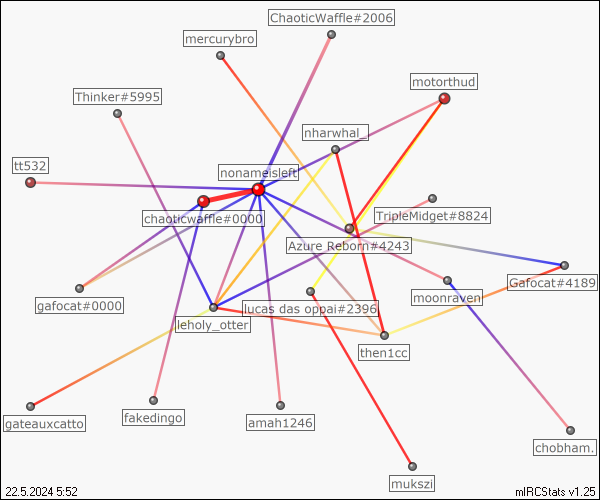 ChaoticWaffle#2006
mercurybro
motorthud
Thinker#5995
nharwhal_
tt532
nonameisleft
chaoticwaffle#0000
TripleMidget#8824
Azure Reborn#4243
Gafocat#4189
gafocat#0000
moonraven
lucas das oppai#2396
leholy_otter
then1cc
gateauxcatto
fakedingo
amah1246
chobham.
mukszi
22.5.2024 5:52
mIRCStats v1.25